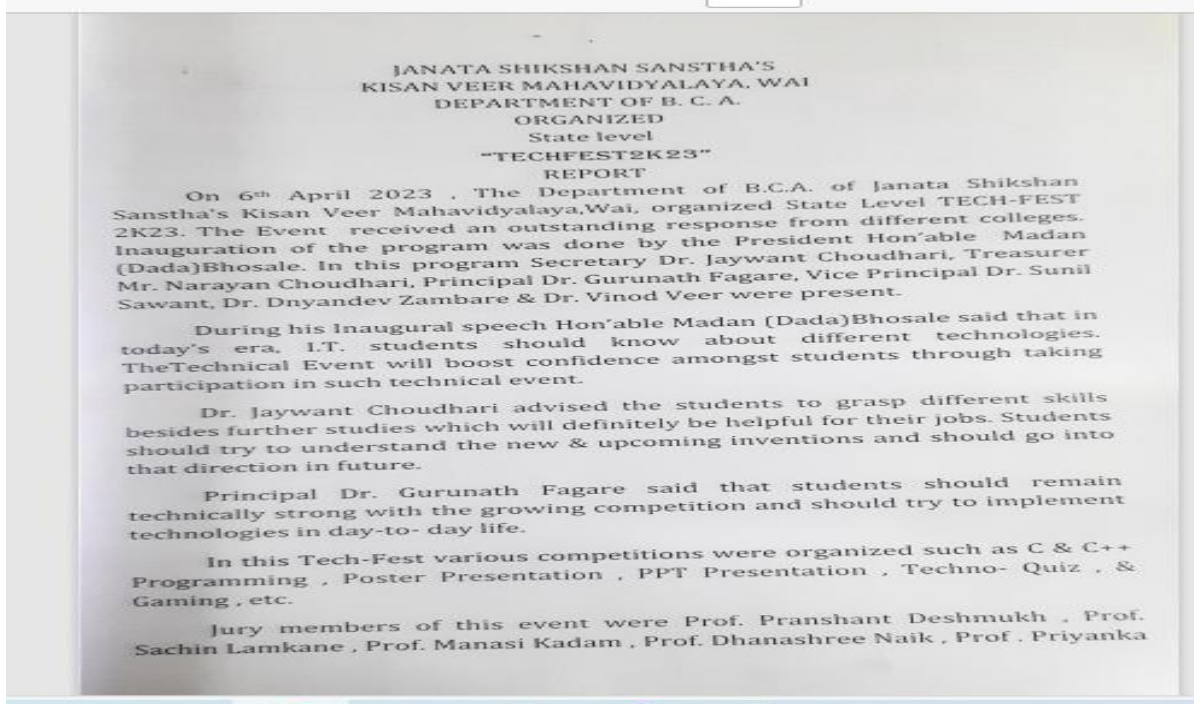 JANATA SHIKSHAN SANSTHA'S
KISAN VEER MAHAVIDYALAYA, WAI
DEPARTMENT OF B. C. A.
ORGANIZED
State level
"TECHFEST2K23"
REPORT
On 6th April 2023 , The Department of B.C.A. of Janata Shikshan
Sanstha's Kisan Veer Mahavidyalaya,Wai, organized State Level TECH-FEST
2K23. The Event received an outstanding response from different colleges.
Inauguration of the program was done by the President Hon'able Madan
(Dada)Bhosale. In this program Secretary Dr. Jaywant Choudhari, Treasurer
Mr. Narayan Choudhari, Principal Dr. Gurunath Fagare, Vice Principal Dr. Sunil
Sawant, Dr. Dnyandev Zambare & Dr. Vinod Veer were present.
During his Inaugural speech Hon'able Madan (Dada)Bhosale said that in
today's era, I.T. students should know about different technologies.
TheTechnical Event will boost confidence amongst students through taking
participation in such technical event.
Dr. Jaywant Choudhari advised the students to grasp different skills
besides further studies which will definitely be helpful for their jobs. Students
should try to understand the new & upcoming inventions and should go into
that direction in future.
Principal Dr. Gurunath Fagare said that students should remain
technically strong with the growing competition and should try to implement
technologies in day-to- day life.
In this Tech-Fest various competitions were organized such as C & C++
Programming , Poster Presentation , PPT Presentation , Techno- Quiz , &
Gaming , etc.
Jury members of this event were Prof. Pranshant Deshmukh , Prof.
Sachin Lamkane , Prof. Manasi Kadam , Prof. Dhanashree Naik , Prof . Priyanka